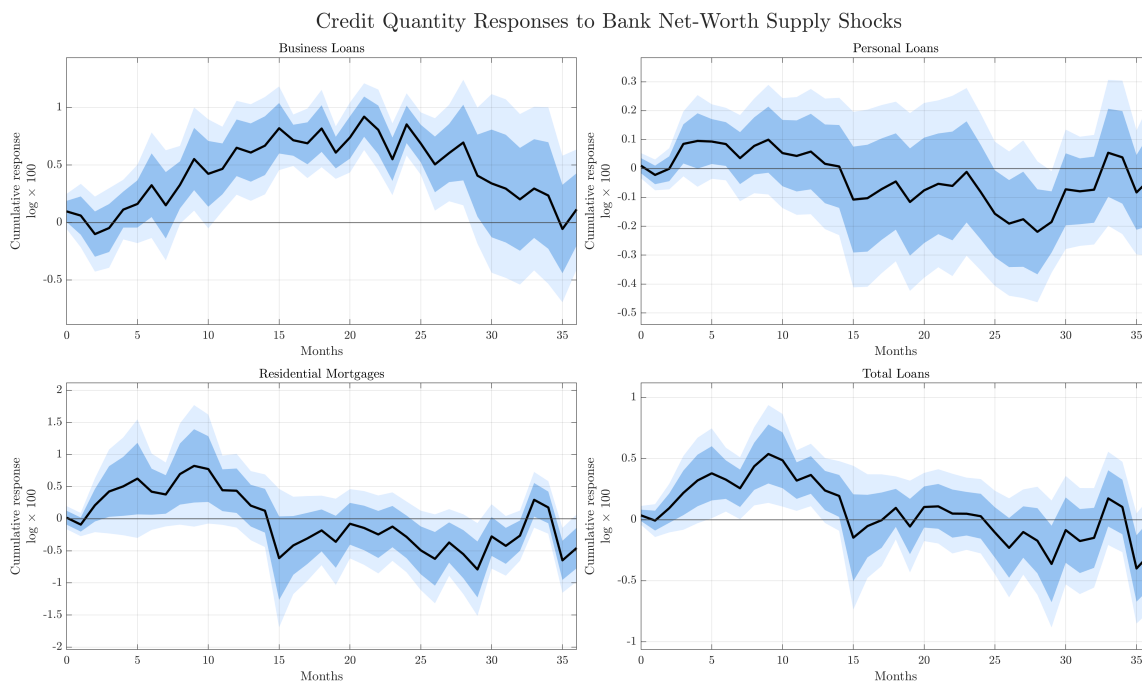 Credit Quantity Responses to Bank Net-Worth Supply Shocks
Business Loans
Cumulative response
log × 100
1
0.5
0
-0.5
0 5 10 15 20 25 30 35
Months
Personal Loans
Cumulative response
log × 100
0.3
0.2
0.1
0
-0.1
-0.2
-0.3
-0.4
-0.5
0 5 10 15 20 25 30 35
Months
Residential Mortgages
Cumulative response
log × 100
2
1.5
1
0.5
0
-0.5
-1
-1.5
-2
0 5 10 15 20 25 30 35
Months
Total Loans
Cumulative response
log × 100
1
0.5
0
-0.5
-1
0 5 10 15 20 25 30 35
Months